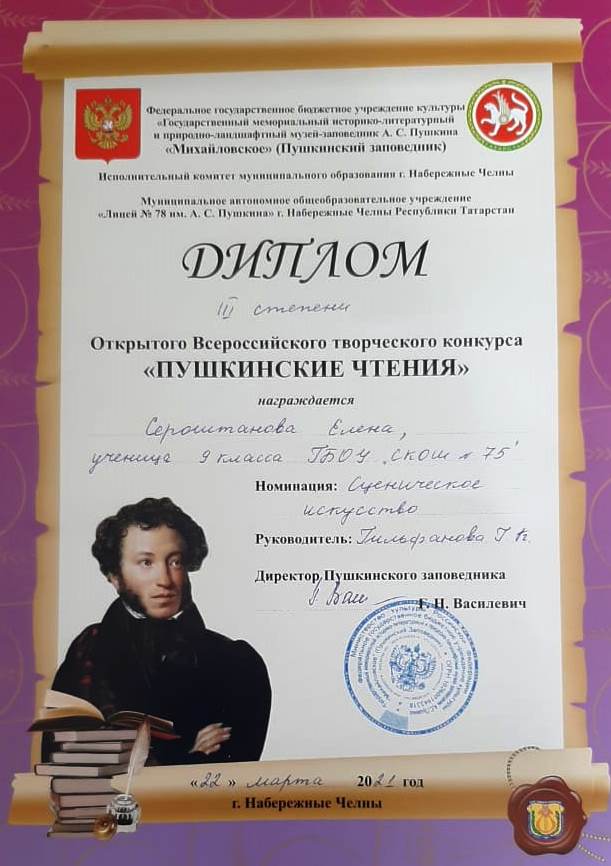 Федеральное государственное бюджетное учреждение культуры
«Государственный мемориальный историко-литературный
и природно-ландшафтный музей-заповедник А. С. Пушкина
«Михайловское» (Пушкинский заповедник)
Исполнительный комитет муниципального образования г. Набережные Челны
Муниципальное автономное общеобразовательное учреждение
«Лицей № 78 им. А. С. Пушкина» г. Набережные Челны Республики Татарстан
ДИПЛОМ
III степени
Открытого Всероссийского творческого конкурса
«ПУШКИНСКИЕ ЧТЕНИЯ»
награждается
Сероштанова Елена,
ученица 9 класса ГБОУ "СКОШ № 75"
Номинация: Сценическое
искусство
Руководитель: Гильфанова Г.
Директор Пушкинского заповедника
Г. Н. Василевич
«22» марта 2021 год
г. Набережные Челны